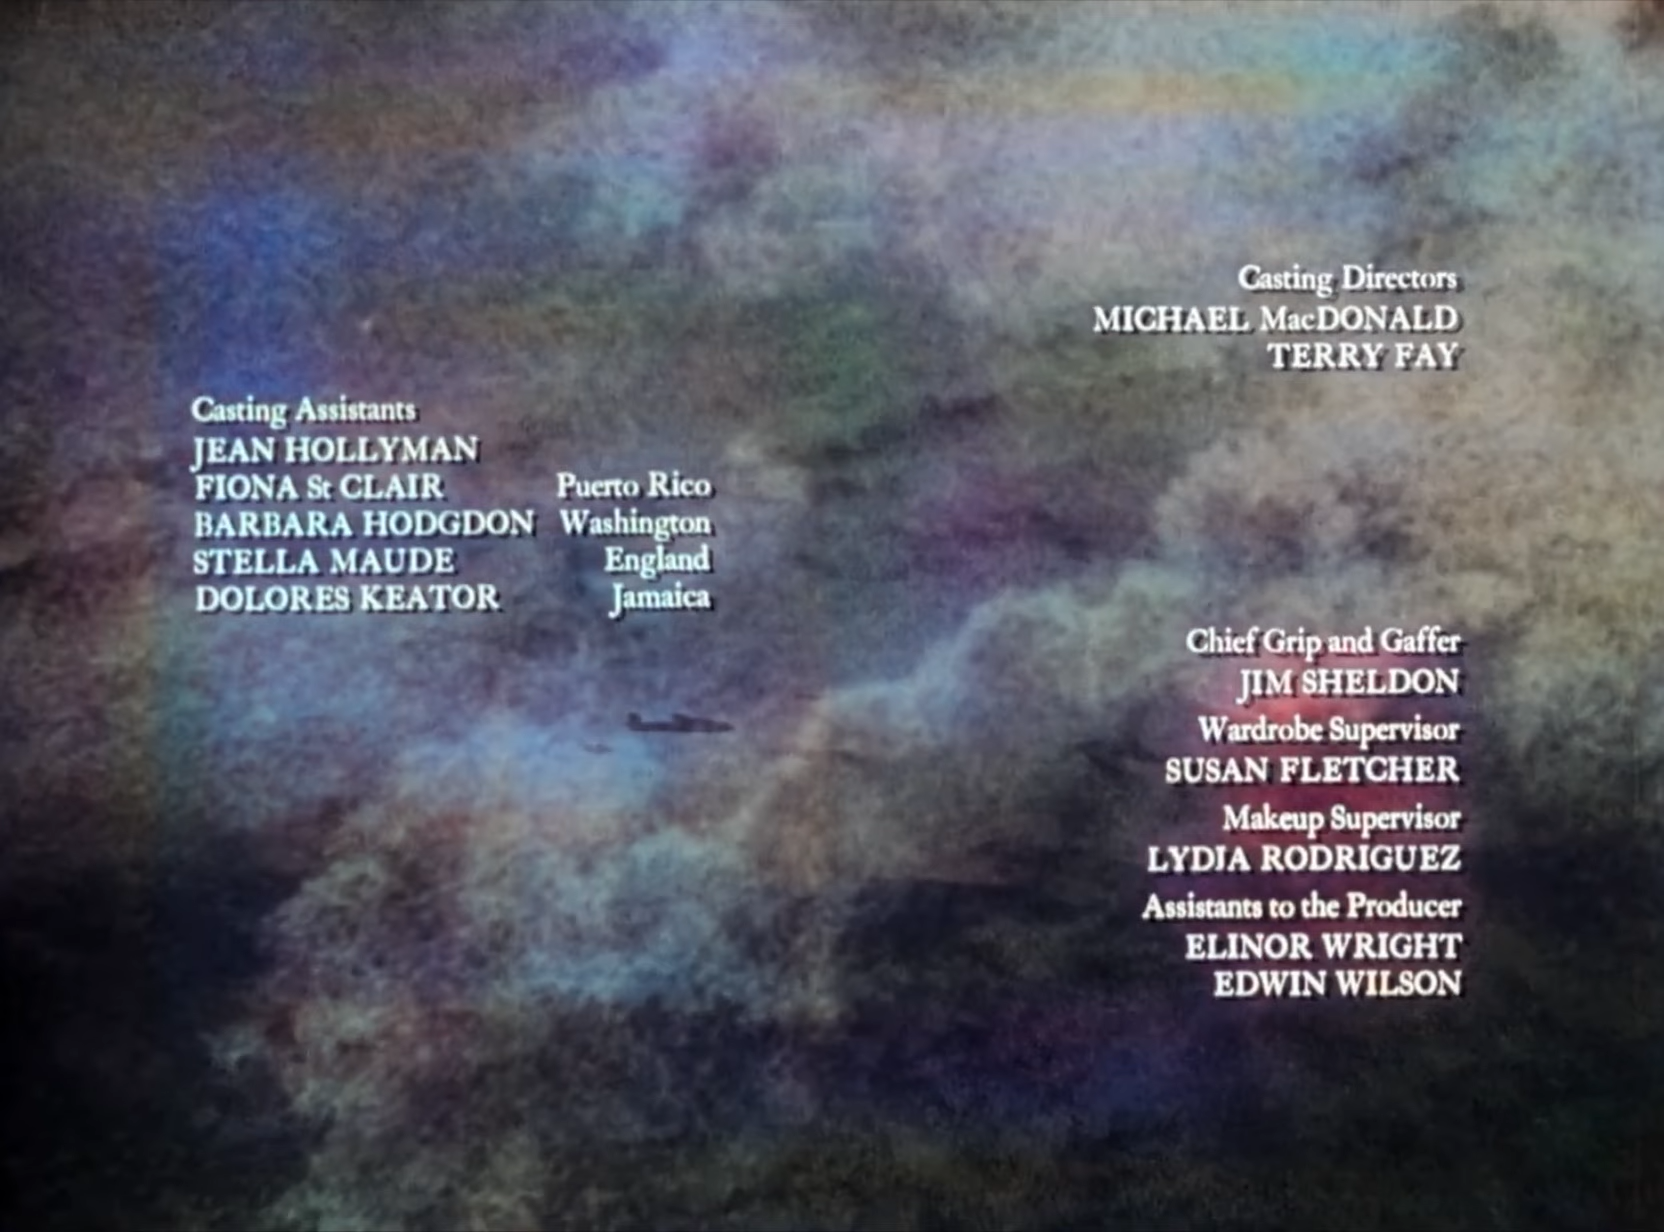 Casting Directors
MICHAEL MacDONALD
TERRY FAY
Casting Assistants
JEAN HOLLYMAN
FIONA St CLAIR Puerto Rico
BARBARA HODGDON Washington
STELLA MAUDE England
DOLORES KEATOR Jamaica
Chief Grip and Gaffer
JIM SHELDON
Wardrobe Supervisor
SUSAN FLETCHER
Makeup Supervisor
LYDIA RODRIGUEZ
Assistants to the Producer
ELINOR WRIGHT
EDWIN WILSON